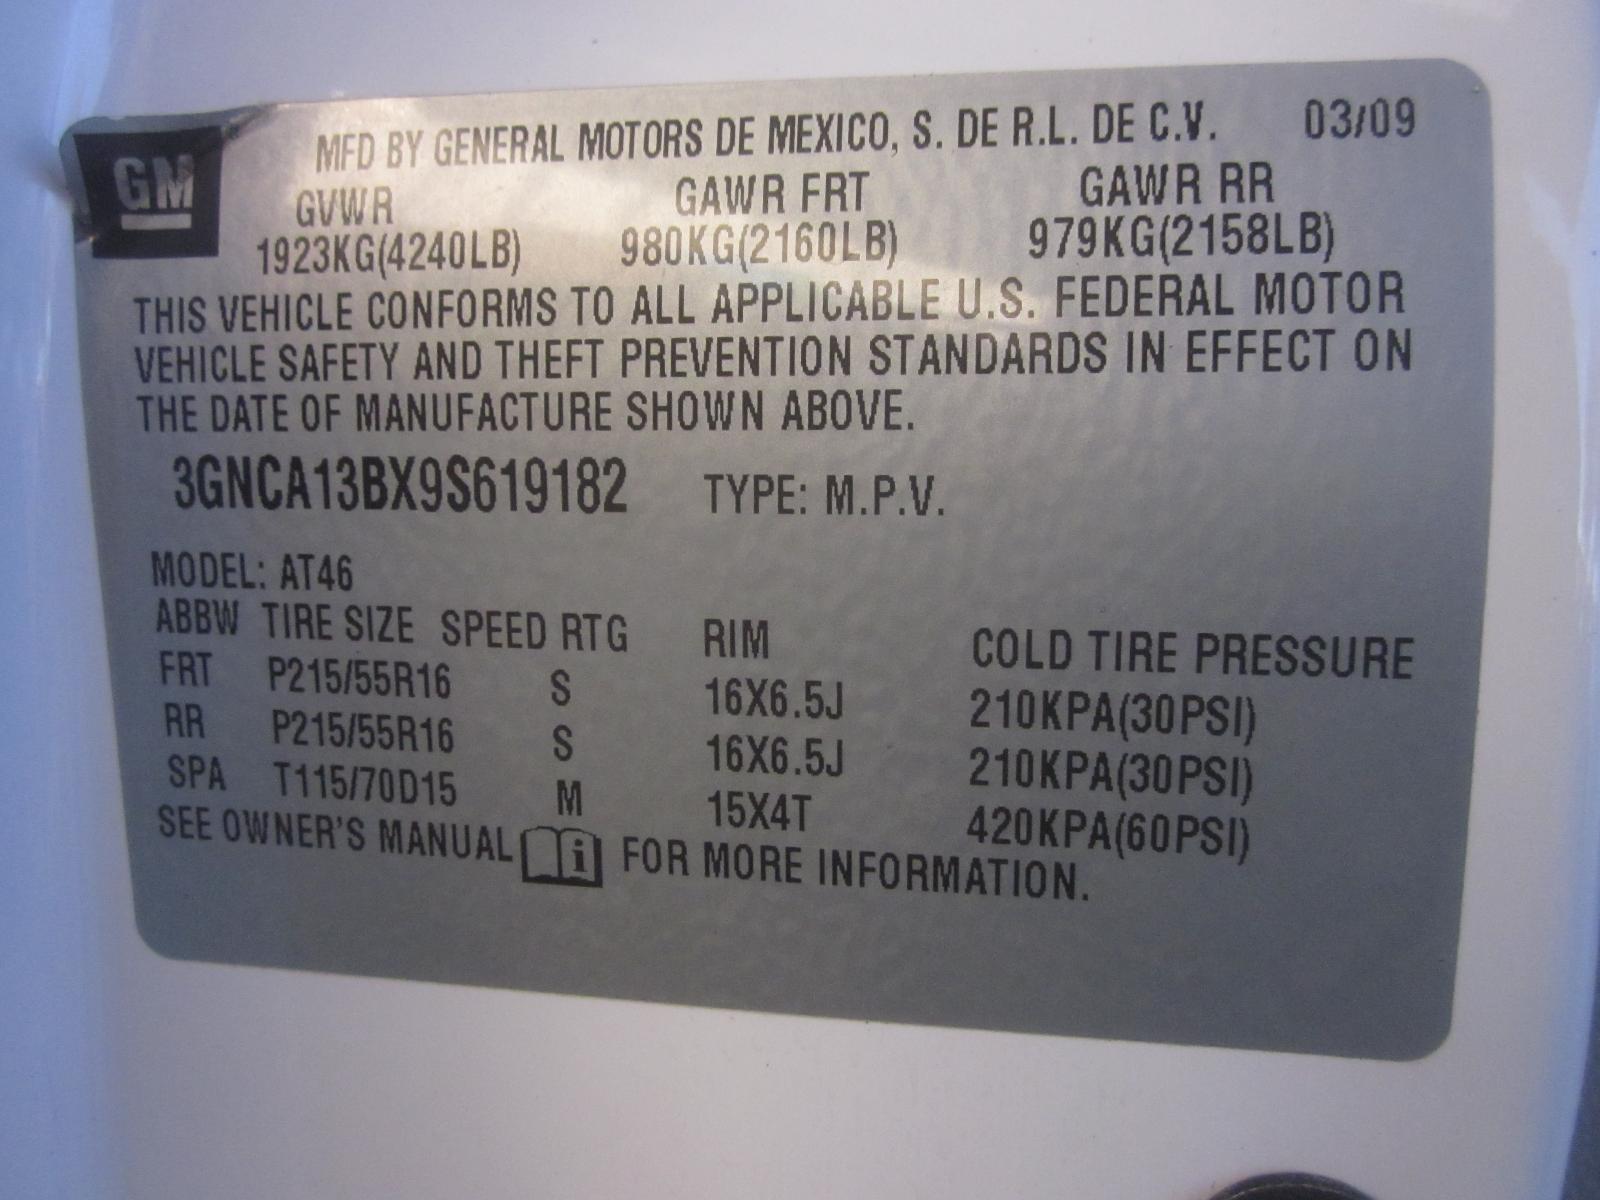 GM
MFD BY GENERAL MOTORS DE MEXICO, S. DE R.L. DE C.V. 03/09
GVWR GAWR FRT GAWR RR
1923KG(4240LB) 980KG(2160LB) 979KG(2158LB)
THIS VEHICLE CONFORMS TO ALL APPLICABLE U.S. FEDERAL MOTOR
VEHICLE SAFETY AND THEFT PREVENTION STANDARDS IN EFFECT ON
THE DATE OF MANUFACTURE SHOWN ABOVE.
3GNCA13BX9S619182 TYPE: M.P.V.
MODEL: AT46
ABBW TIRE SIZE SPEED RTG RIM COLD TIRE PRESSURE
FRT P215/55R16 S 16X6.5J 210KPA(30PSI)
RR P215/55R16 S 16X6.5J 210KPA(30PSI)
SPA T115/70D15 M 15X4T 420KPA(60PSI)
SEE OWNER'S MANUAL i FOR MORE INFORMATION.